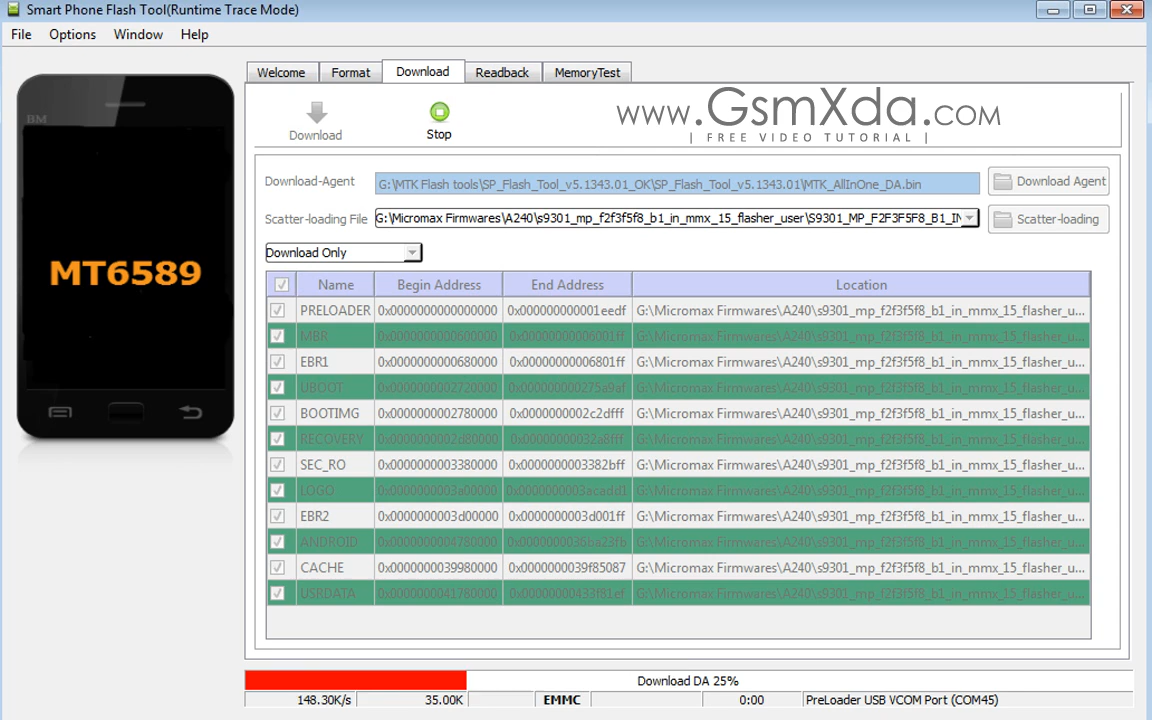 Smart Phone Flash Tool(Runtime Trace Mode)
File Options Window Help
Welcome Format Download Readback MemoryTest
Download Stop
www.GsmXda.com
| FREE VIDEO TUTORIAL |
BM
MT6589
Download-Agent G:\MTK Flash tools\SP_Flash_Tool_v5.1343.01_OK\SP_Flash_Tool_v5.1343.01\MTK_AllInOne_DA.bin Download Agent
Scatter-loading File G:\Micromax Firmwares\A240\s9301_mp_f2f3f5f8_b1_in_mmx_15_flasher_user\S9301_MP_F2F3F5F8_B1_IN Scatter-loading
Download Only
Name Begin Address End Address Location
PRELOADER 0x0000000000000000 0x000000000001eedf G:\Micromax Firmwares\A240\s9301_mp_f2f3f5f8_b1_in_mmx_15_flasher_u...
MBR 0x0000000000600000 0x00000000006001ff G:\Micromax Firmwares\A240\s9301_mp_f2f3f5f8_b1_in_mmx_15_flasher_u...
EBR1 0x0000000000680000 0x00000000006801ff G:\Micromax Firmwares\A240\s9301_mp_f2f3f5f8_b1_in_mmx_15_flasher_u...
UBOOT 0x0000000002720000 0x000000000275a9af G:\Micromax Firmwares\A240\s9301_mp_f2f3f5f8_b1_in_mmx_15_flasher_u...
BOOTIMG 0x0000000002780000 0x0000000002c2dfff G:\Micromax Firmwares\A240\s9301_mp_f2f3f5f8_b1_in_mmx_15_flasher_u...
RECOVERY 0x0000000002d80000 0x00000000032a8fff G:\Micromax Firmwares\A240\s9301_mp_f2f3f5f8_b1_in_mmx_15_flasher_u...
SEC_RO 0x0000000003380000 0x0000000003382bff G:\Micromax Firmwares\A240\s9301_mp_f2f3f5f8_b1_in_mmx_15_flasher_u...
LOGO 0x0000000003a00000 0x0000000003acadd1 G:\Micromax Firmwares\A240\s9301_mp_f2f3f5f8_b1_in_mmx_15_flasher_u...
EBR2 0x0000000003d00000 0x0000000003d001ff G:\Micromax Firmwares\A240\s9301_mp_f2f3f5f8_b1_in_mmx_15_flasher_u...
ANDROID 0x0000000004780000 0x0000000036ba23fb G:\Micromax Firmwares\A240\s9301_mp_f2f3f5f8_b1_in_mmx_15_flasher_u...
CACHE 0x0000000039980000 0x0000000039f85087 G:\Micromax Firmwares\A240\s9301_mp_f2f3f5f8_b1_in_mmx_15_flasher_u...
USRDATA 0x0000000041780000 0x00000000433f81ef G:\Micromax Firmwares\A240\s9301_mp_f2f3f5f8_b1_in_mmx_15_flasher_u...
Download DA 25%
148.30K/s 35.00K EMMC 0:00 PreLoader USB VCOM Port (COM45)